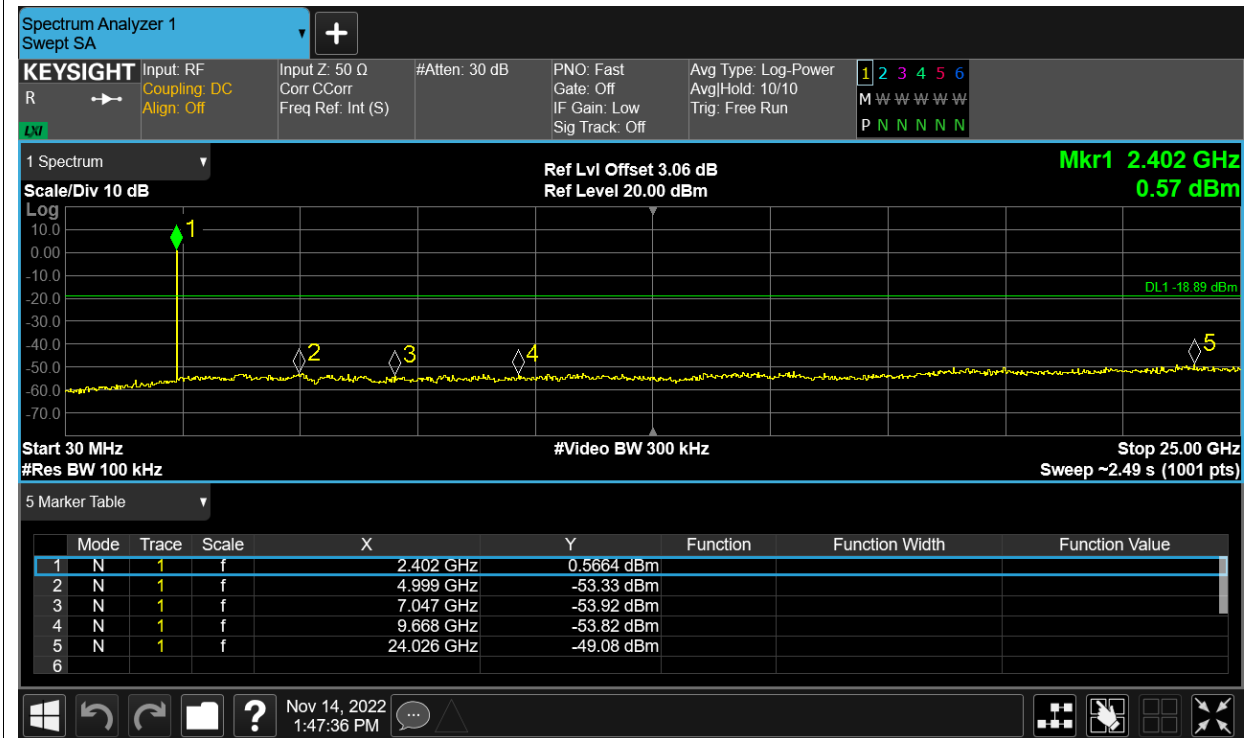 Spectrum Analyzer 1
Swept SA
KEYSIGHT
R
LXI
Input: RF
Coupling: DC
Align: Off
Input Z: 50 Ω
Corr CCorr
Freq Ref: Int (S)
#Atten: 30 dB
PNO: Fast
Gate: Off
IF Gain: Low
Sig Track: Off
Avg Type: Log-Power
Avg|Hold: 10/10
Trig: Free Run
1 2 3 4 5 6
M W W W W W
P N N N N N
1 Spectrum
Scale/Div 10 dB
Ref Lvl Offset 3.06 dB
Ref Level 20.00 dBm
Mkr1 2.402 GHz
0.57 dBm
Log
10.0
0.00
-10.0
-20.0
-30.0
-40.0
-50.0
-60.0
-70.0
1
2
3
4
5
DL1 -18.89 dBm
Start 30 MHz
#Res BW 100 kHz
#Video BW 300 kHz
Stop 25.00 GHz
Sweep ~2.49 s (1001 pts)
5 Marker Table
Mode Trace Scale X Y Function Function Width Function Value
1 N 1 f 2.402 GHz 0.5664 dBm
2 N 1 f 4.999 GHz -53.33 dBm
3 N 1 f 7.047 GHz -53.92 dBm
4 N 1 f 9.668 GHz -53.82 dBm
5 N 1 f 24.026 GHz -49.08 dBm
6
?
Nov 14, 2022
1:47:36 PM